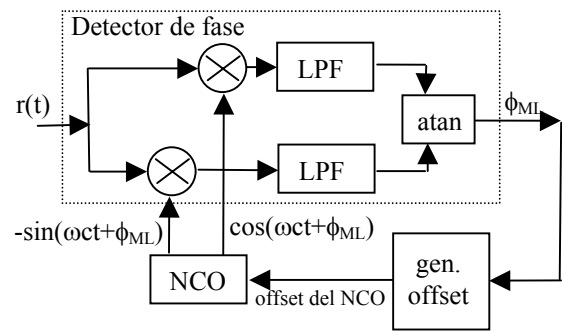 Detector de fase
LPF
r(t)
ϕML
atan
LPF
-sin(ωct+ϕML)
cos(ωct+ϕML)
NCO
offset del NCO
gen.
offset